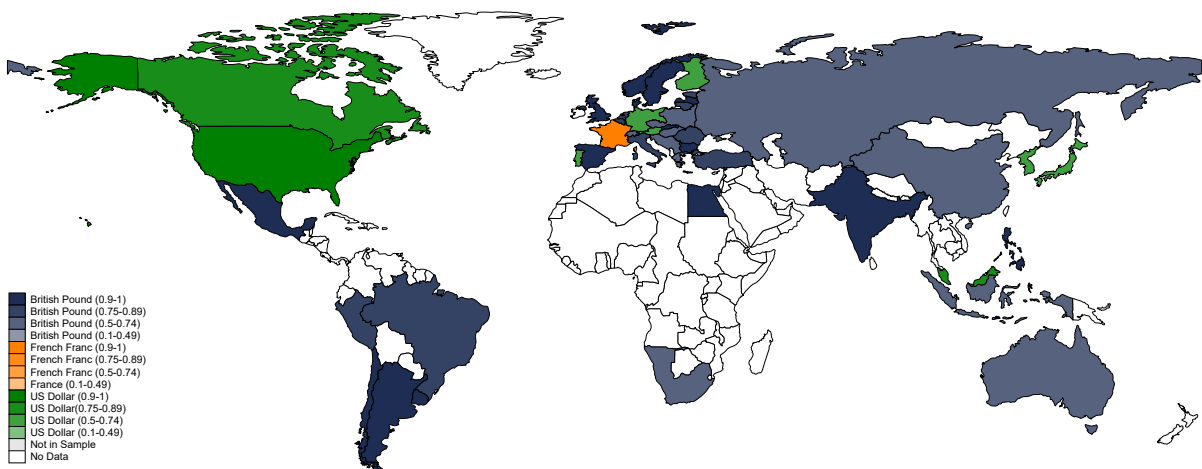 British Pound (0.9-1)
British Pound (0.75-0.89)
British Pound (0.5-0.74)
British Pound (0.1-0.49)
French Franc (0.9-1)
French Franc (0.75-0.89)
French Franc (0.5-0.74)
France (0.1-0.49)
US Dollar (0.9-1)
US Dollar(0.75-0.89)
US Dollar (0.5-0.74)
US Dollar (0.1-0.49)
Not in Sample
No Data